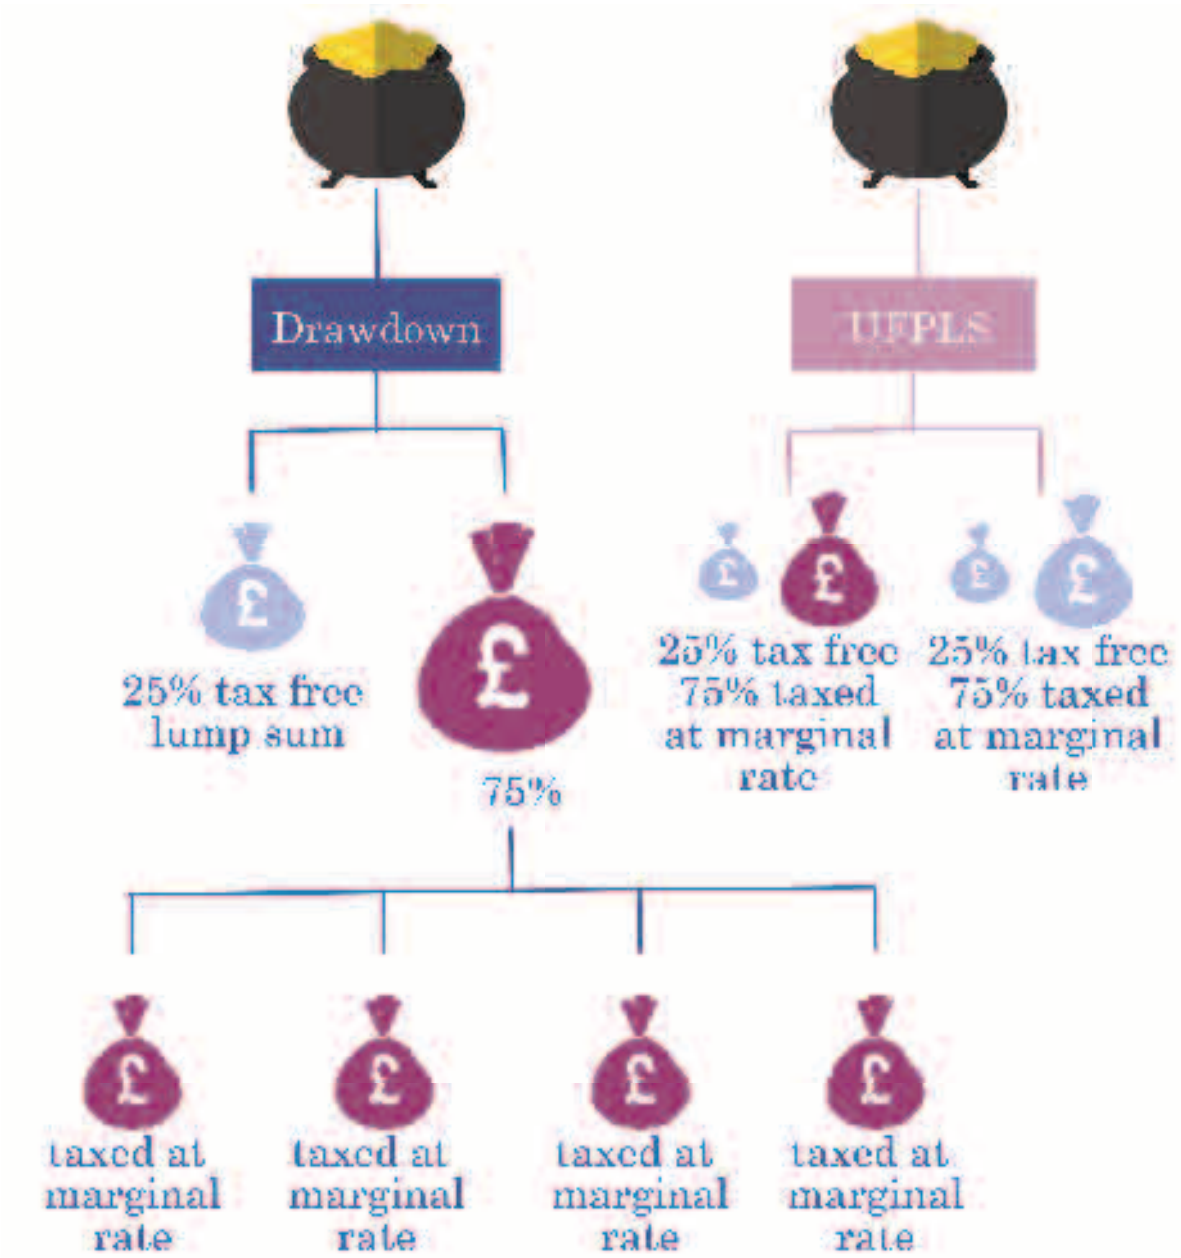 Drawdown
UFPLS
£
£
£
£
£
£
25% tax free
lump sum
75%
25% tax free
75% taxed
at marginal
rate
25% tax free
75% taxed
at marginal
rate
£
£
£
£
taxed at
marginal
rate
taxed at
marginal
rate
taxed at
marginal
rate
taxed at
marginal
rate